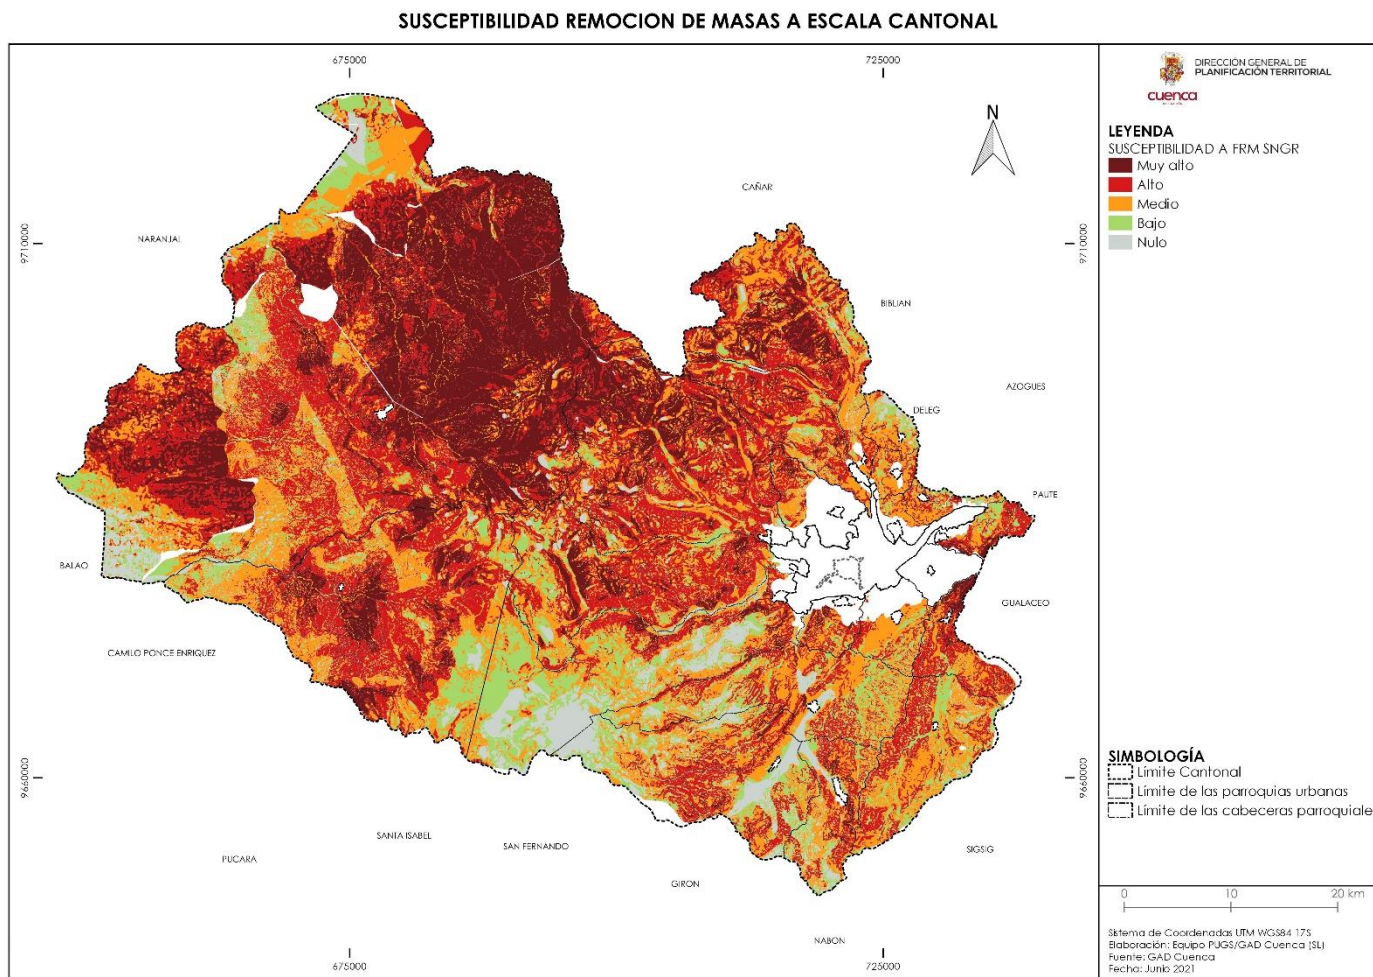 SUSCEPTIBILIDAD REMOCION DE MASAS A ESCALA CANTONAL
675000
725000
DIRECCIÓN GENERAL DE
PLANIFICACIÓN TERRITORIAL
cuenca
N
LEYENDA
SUSCEPTIBILIDAD A FRM SNGR
Muy alto
Alto
Medio
Bajo
Nulo
CAÑAR
NARANJAL
9710000
9710000
BIBLIAN
AZOGUES
DELEG
PAUTE
BALAO
GUALACEO
CAMILO PONCE ENRIQUEZ
9660000
9660000
SIMBOLOGÍA
Límite Cantonal
Límite de las parroquias urbanas
Límite de las cabeceras parroquiale
SANTA ISABEL
SAN FERNANDO
SIGSIG
PUCARA
GIRON
NABON
0
10
20 km
Sistema de Coordenadas UTM WGS84 17S
Elaboración: Equipo PUGS/GAD Cuenca (SL)
Fuente: GAD Cuenca
Fecha: Junio 2021
675000
725000